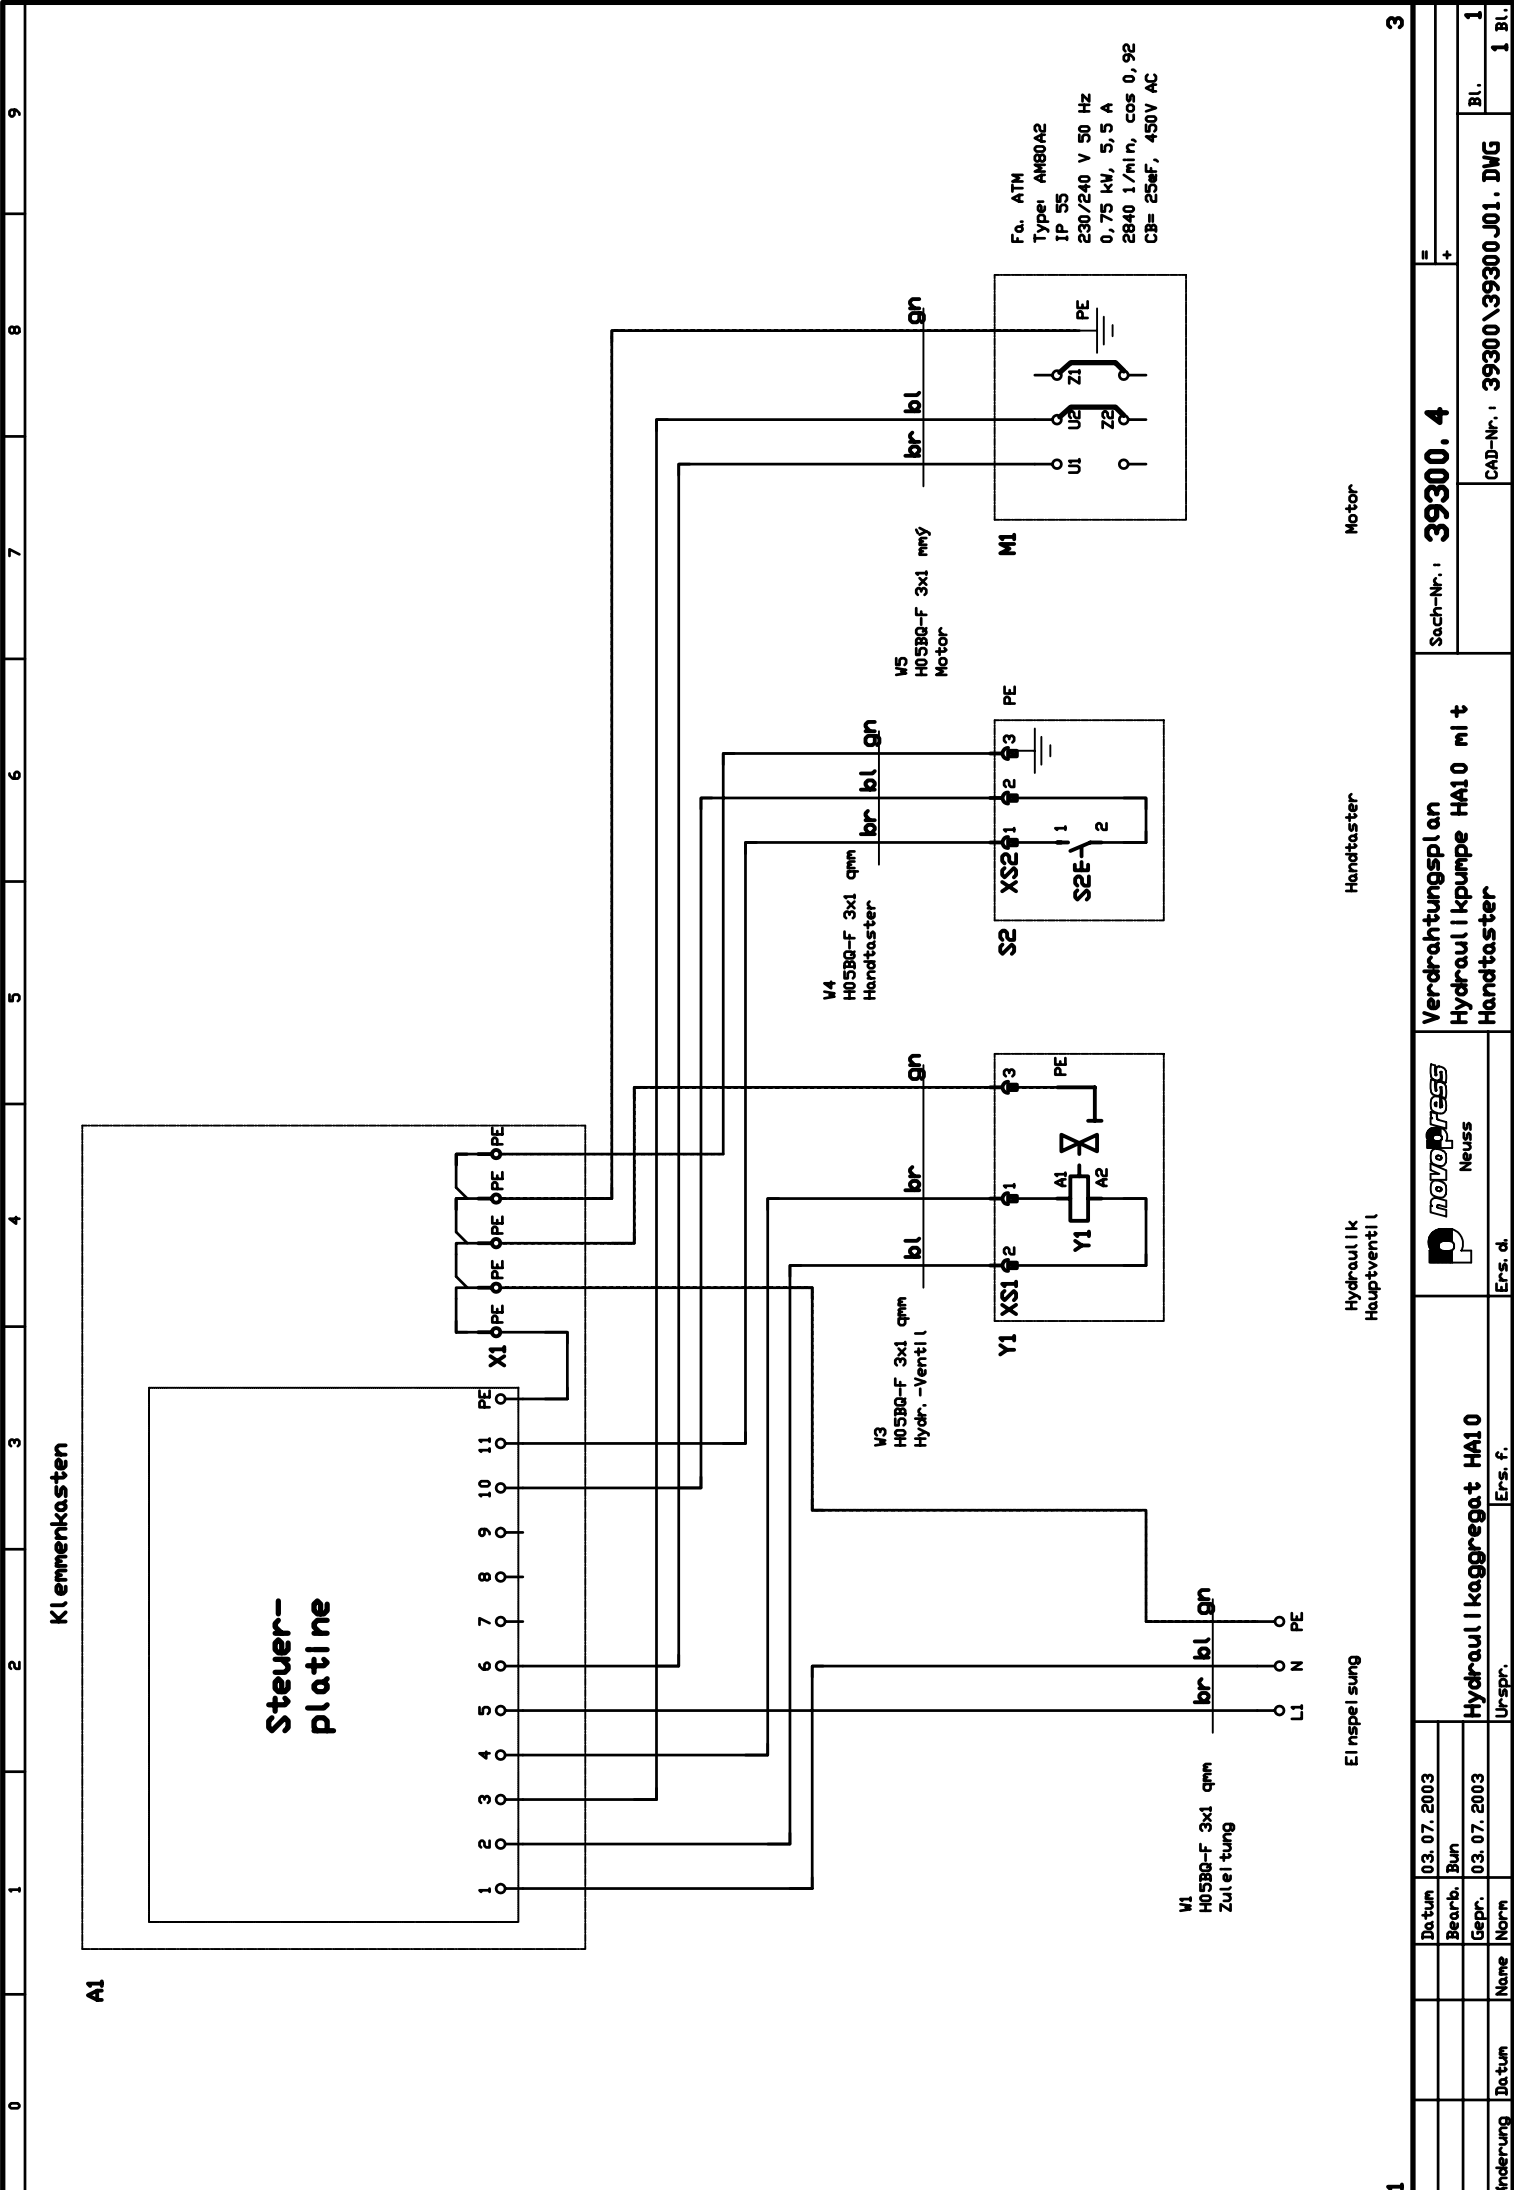 0
1
2
3
4
5
6
7
8
9
Klemmenkasten
A1
Steuer-
platine
1
2
3
4
5
6
7
8
9
10
11
PE
X1
PE
PE
PE
PE
PE
W1
H05BQ-F 3x1 qmm
Zuleitung
br
bl
gn
L1
N
PE
W3
H05BQ-F 3x1 qmm
Hydr.-Ventil
bl
br
gn
Y1
XS1
2
1
3
PE
Y1
A1
A2
W4
H05BQ-F 3x1 qmm
Handtaster
br
bl
gn
S2
XS2
1
2
3
PE
S2
1
2
W5
H05BQ-F 3x1 mmý
Motor
br
bl
gn
M1
U1
U2
Z2
Z1
PE
Fa. ATM
Type: AM80A2
IP 55
230/240 V 50 Hz
0,75 kW, 5,5 A
2840 1/min, cos 0,92
CB= 25æF, 450V AC
Einspeisung
Hydraulik
Hauptventil
Handtaster
Motor
1
3
Änderung
Datum
Name
Norm
Datum
03.07.2003
Bearb.
Bun
Gepr.
03.07.2003
Hydraulikaggregat HA10
Urspr.
Ers. f.
Ers. d.
novopress
Neuss
Verdrahtungsplan
Hydraulikpumpe HA10 mit
Handtaster
Sach-Nr.: 39300.4
=
+
CAD-Nr.: 39300\39300J01.DWG
Bl. 1
1 Bl.